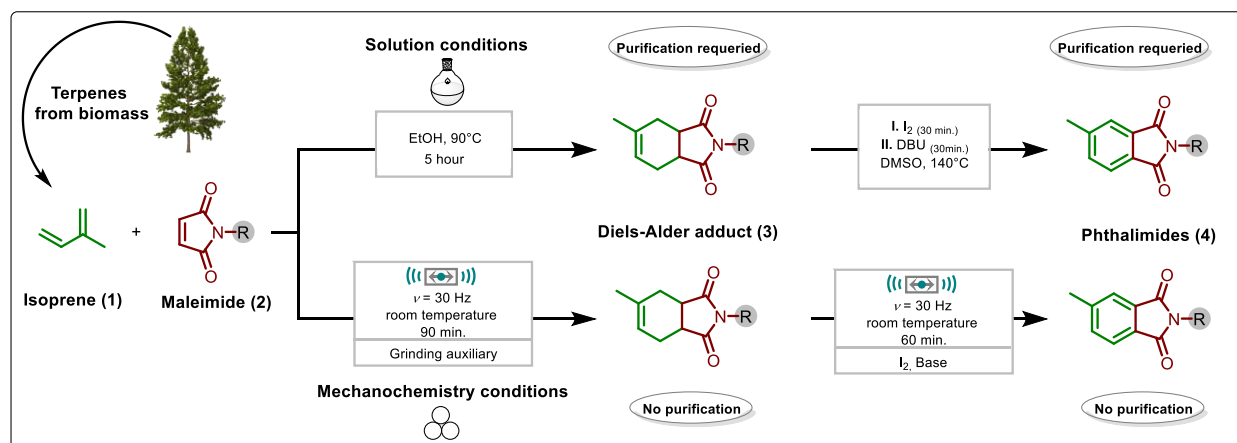 Terpenes
from biomass
Isoprene (1)
+
O
N
R
O
Maleimide (2)
Solution conditions
EtOH, 90°C
5 hour
Purification requeried
O
N
R
O
Diels-Alder adduct (3)
I. I₂ (30 min.)
II. DBU (30min.)
DMSO, 140°C
Purification requeried
O
N
R
O
Phthalimides (4)
ν = 30 Hz
room temperature
90 min.
Grinding auxiliary
Mechanochemistry conditions
O
N
R
O
No purification
ν = 30 Hz
room temperature
60 min.
I₂, Base
O
N
R
O
No purification